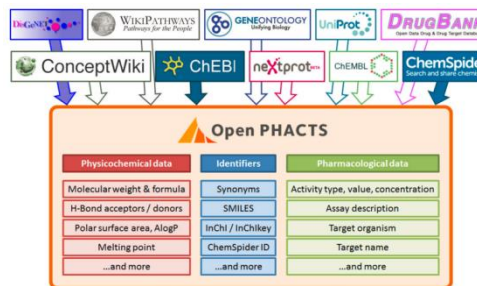 DisGeNET
WIKIPATHWAYS
Pathways for the People
GENEONTOLOGY
Unifying Biology
UniProt
DRUGBANK
Open Data Drug & Drug Target Databa
ConceptWiki
ChEBI
neXtprot BETA
ChEMBL
ChemSpide
Search and share chemis
Open PHACTS
Physicochemical data
Identifiers
Pharmacological data
Molecular weight & formula
Synonyms
Activity type, value, concentration
H-Bond acceptors / donors
SMILES
Assay description
Polar surface area, AlogP
InChI / InChIkey
Target organism
Melting point
ChemSpider ID
Target name
...and more
...and more
...and more